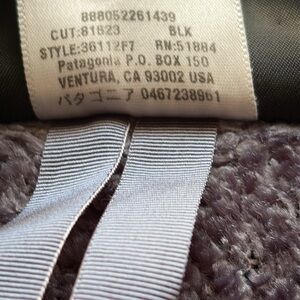 888052261439
CUT:81823 BLK
STYLE:36112F7 RN:51884
Patagonia P.O. BOX 150
VENTURA, CA 93002 USA
パタゴニア 0467238961